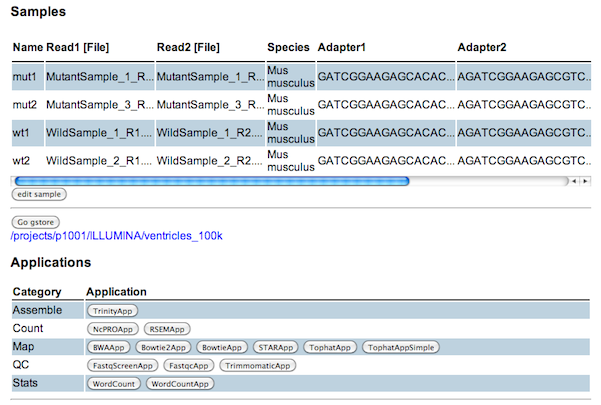 Samples
Name Read1 [File] Read2 [File] Species Adapter1 Adapter2
mut1 MutantSample_1_R... MutantSample_1_R... Mus musculus GATCGGAAGAGCACAC... AGATCGGAAGAGCGTC...
mut2 MutantSample_3_R... MutantSample_3_R... Mus musculus GATCGGAAGAGCACAC... AGATCGGAAGAGCGTC...
wt1 WildSample_1_R1.... WildSample_1_R2.... Mus musculus GATCGGAAGAGCACAC... AGATCGGAAGAGCGTC...
wt2 WildSample_2_R1.... WildSample_2_R2.... Mus musculus GATCGGAAGAGCACAC... AGATCGGAAGAGCGTC...
edit sample
Go gstore
/projects/p1001/ILLUMINA/ventricles_100k
Applications
Category Application
Assemble TrinityApp
Count NcPROApp RSEMApp
Map BWAApp Bowtie2App BowtieApp STARApp TophatApp TophatAppSimple
QC FastqScreenApp FastqcApp TrimmomaticApp
Stats WordCount WordCountApp